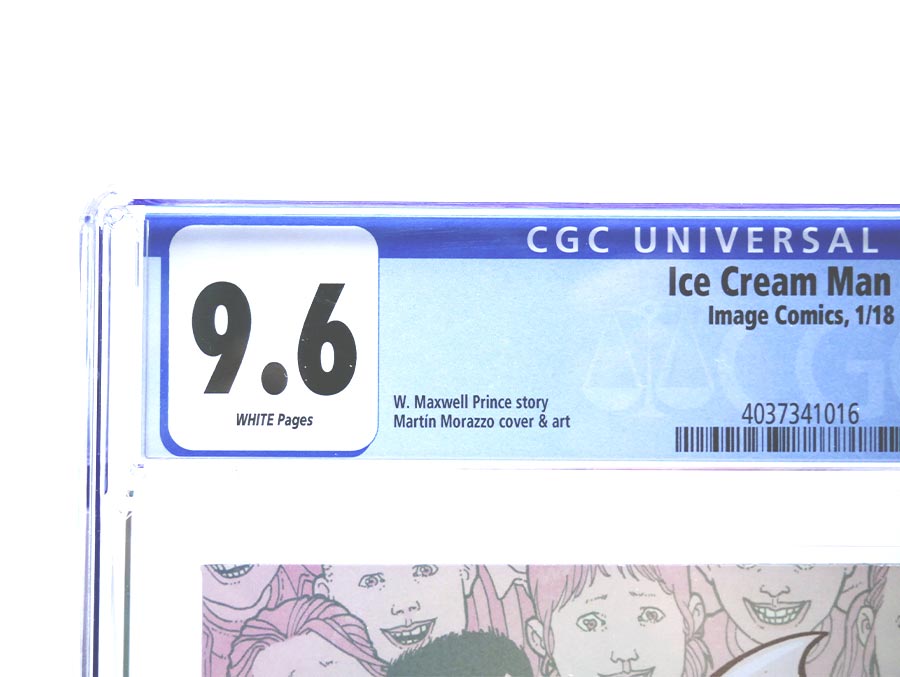 CGC UNIVERSAL
Ice Cream Man
Image Comics, 1/18
9.6
WHITE Pages
W. Maxwell Prince story
Martín Morazzo cover & art
4037341016
CG